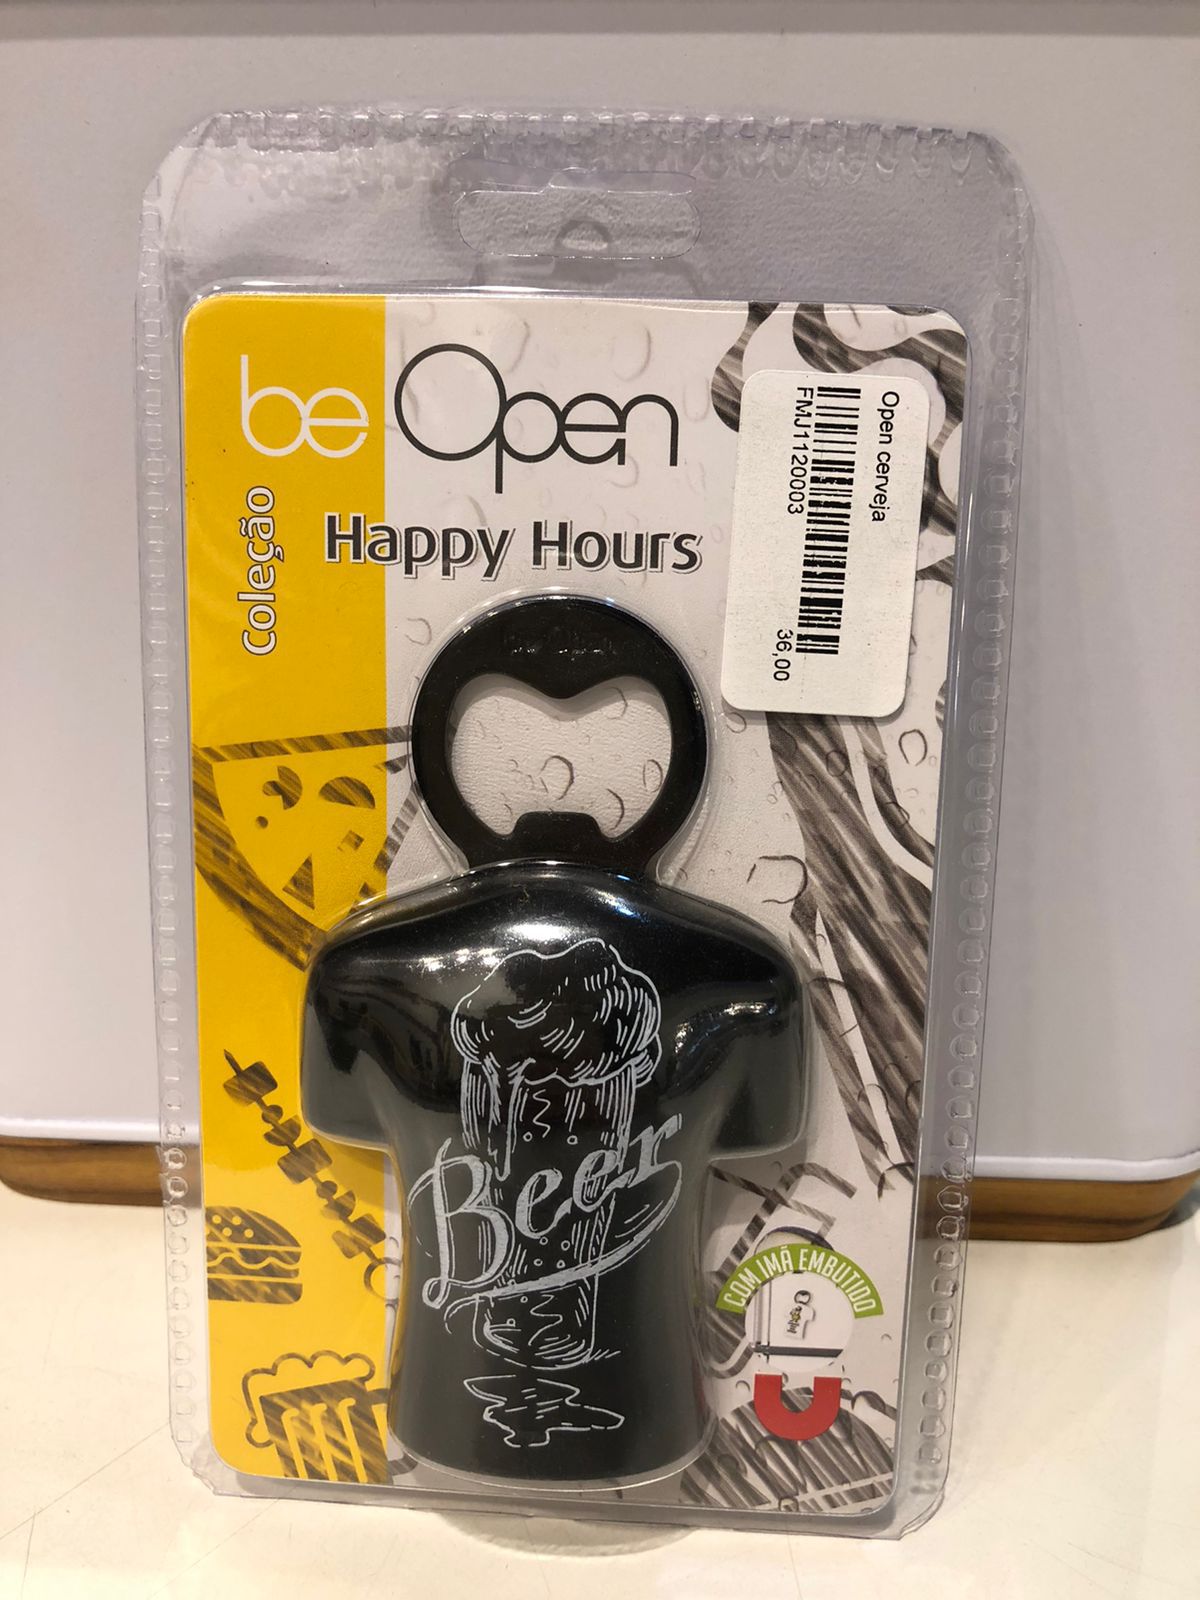 be Open
Coleção
Happy Hours
Open cerveja
FMJ1120003
36,00
Beer
COM IMÃ EMBUTIDO